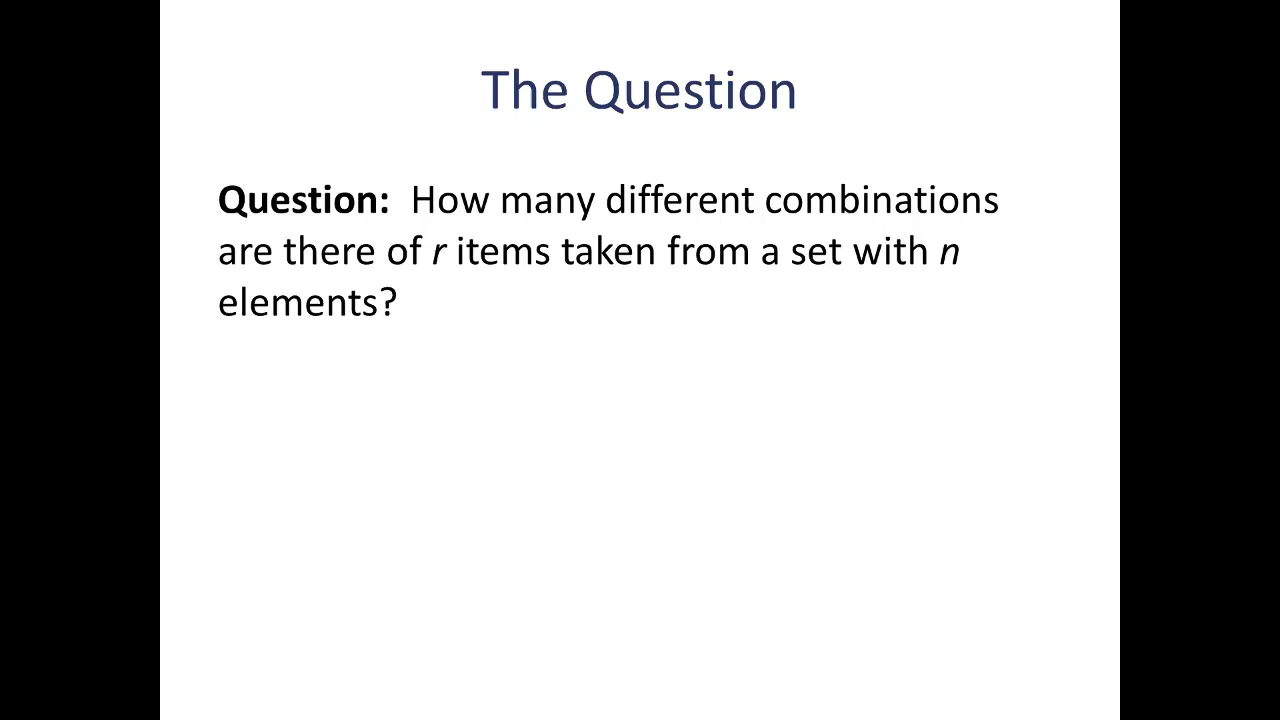 The Question
Question: How many different combinations
are there of r items taken from a set with n
elements?